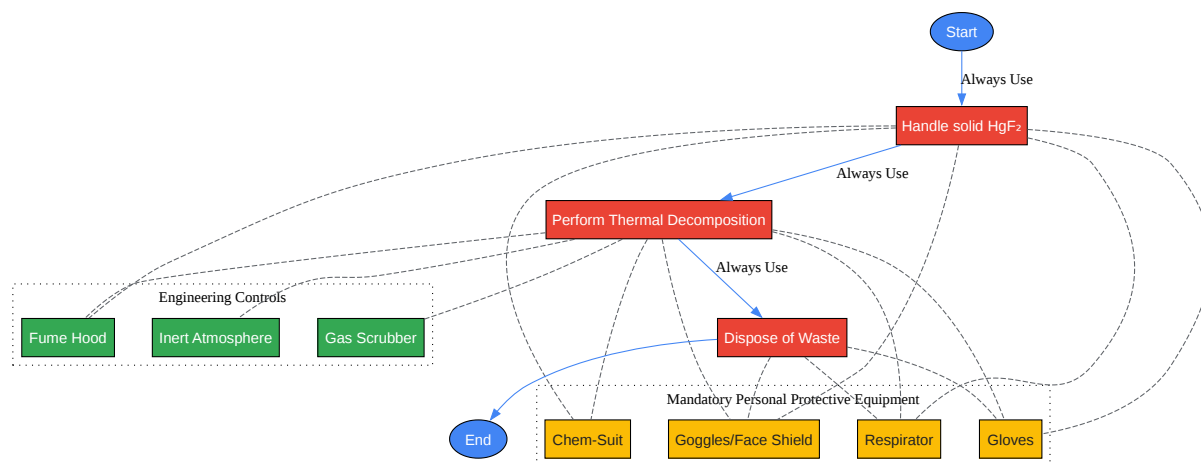 Start
Always Use
Handle solid HgF₂
Always Use
Perform Thermal Decomposition
Always Use
Engineering Controls
Fume Hood
Inert Atmosphere
Gas Scrubber
Dispose of Waste
Mandatory Personal Protective Equipment
End
Chem-Suit
Goggles/Face Shield
Respirator
Gloves